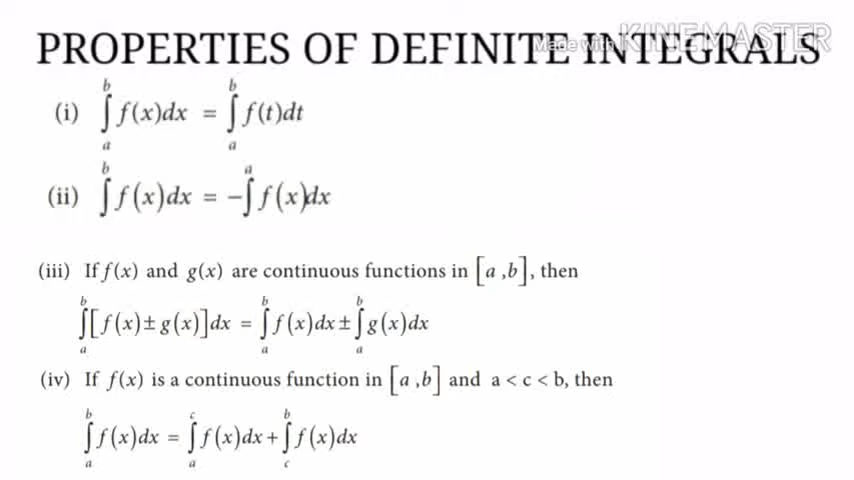 PROPERTIES OF DEFINITE INTEGRALS
Made with KINEMASTER
(i) ∫_a^b f(x)dx = ∫_a^b f(t)dt
(ii) ∫^b f(x)dx = -∫^a f(x)dx
(iii) If f(x) and g(x) are continuous functions in [a ,b], then
∫_a^b [f(x)±g(x)]dx = ∫_a^b f(x)dx ± ∫_a^b g(x)dx
(iv) If f(x) is a continuous function in [a ,b] and a < c < b, then
∫_a^b f(x)dx = ∫_a^c f(x)dx + ∫_c^b f(x)dx